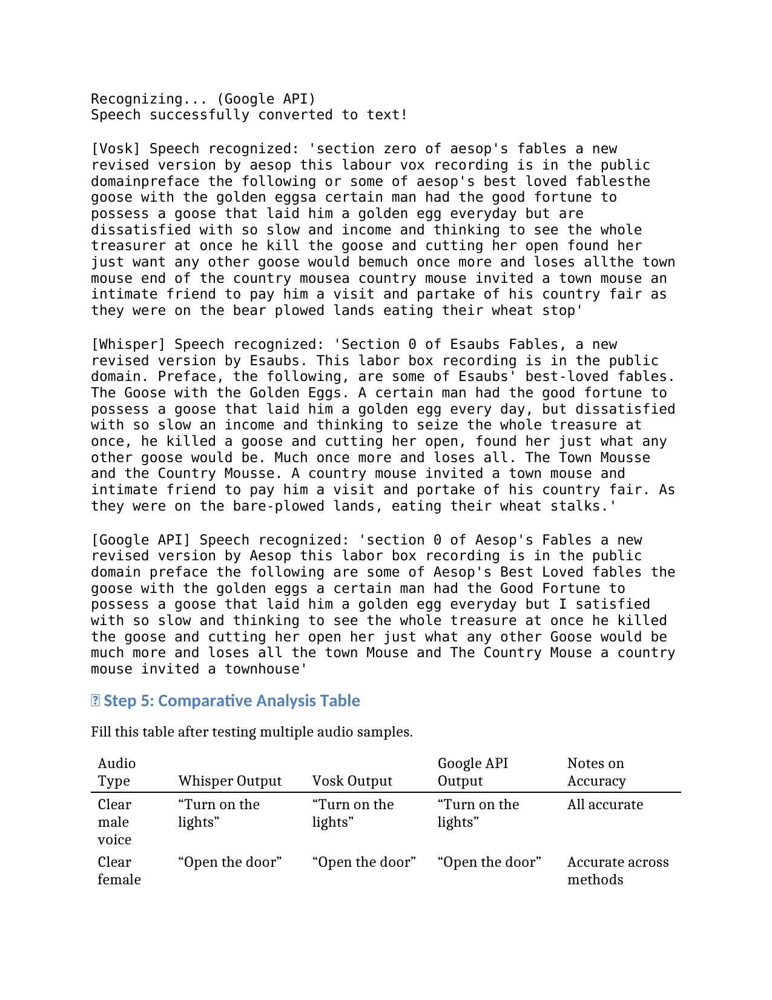 Recognizing... (Google API)
Speech successfully converted to text!
[Vosk] Speech recognized: 'section zero of aesop's fables a new
revised version by aesop this labour vox recording is in the public
domainpreface the following or some of aesop's best loved fablesthe
goose with the golden eggsa certain man had the good fortune to
possess a goose that laid him a golden egg everyday but are
dissatisfied with so slow and income and thinking to see the whole
treasurer at once he kill the goose and cutting her open found her
just want any other goose would bemuch once more and loses allthe town
mouse end of the country mousea country mouse invited a town mouse an
intimate friend to pay him a visit and partake of his country fair as
they were on the bear plowed lands eating their wheat stop'
[Whisper] Speech recognized: 'Section 0 of Esaubs Fables, a new
revised version by Esaubs. This labor box recording is in the public
domain. Preface, the following, are some of Esaubs' best-loved fables.
The Goose with the Golden Eggs. A certain man had the good fortune to
possess a goose that laid him a golden egg every day, but dissatisfied
with so slow an income and thinking to seize the whole treasure at
once, he killed a goose and cutting her open, found her just what any
other goose would be. Much once more and loses all. The Town Mousse
and the Country Mousse. A country mouse invited a town mouse and
intimate friend to pay him a visit and partake of his country fair. As
they were on the bare-plowed lands, eating their wheat stalks.'
[Google API] Speech recognized: 'section 0 of Aesop's Fables a new
revised version by Aesop this labor box recording is in the public
domain preface the following are some of Aesop's Best Loved fables the
goose with the golden eggs a certain man had the Good Fortune to
possess a goose that laid him a golden egg everyday but I satisfied
with so slow and thinking to see the whole treasure at once he killed
the goose and cutting her open her just what any other Goose would be
much more and loses all the town Mouse and The Country Mouse a country
mouse invited a townhouse'
Step 5: Comparative Analysis Table
Fill this table after testing multiple audio samples.
Audio Type Whisper Output Vosk Output Google API Output Notes on Accuracy
Clear male voice “Turn on the lights” “Turn on the lights” “Turn on the lights” All accurate
Clear female “Open the door” “Open the door” “Open the door” Accurate across methods